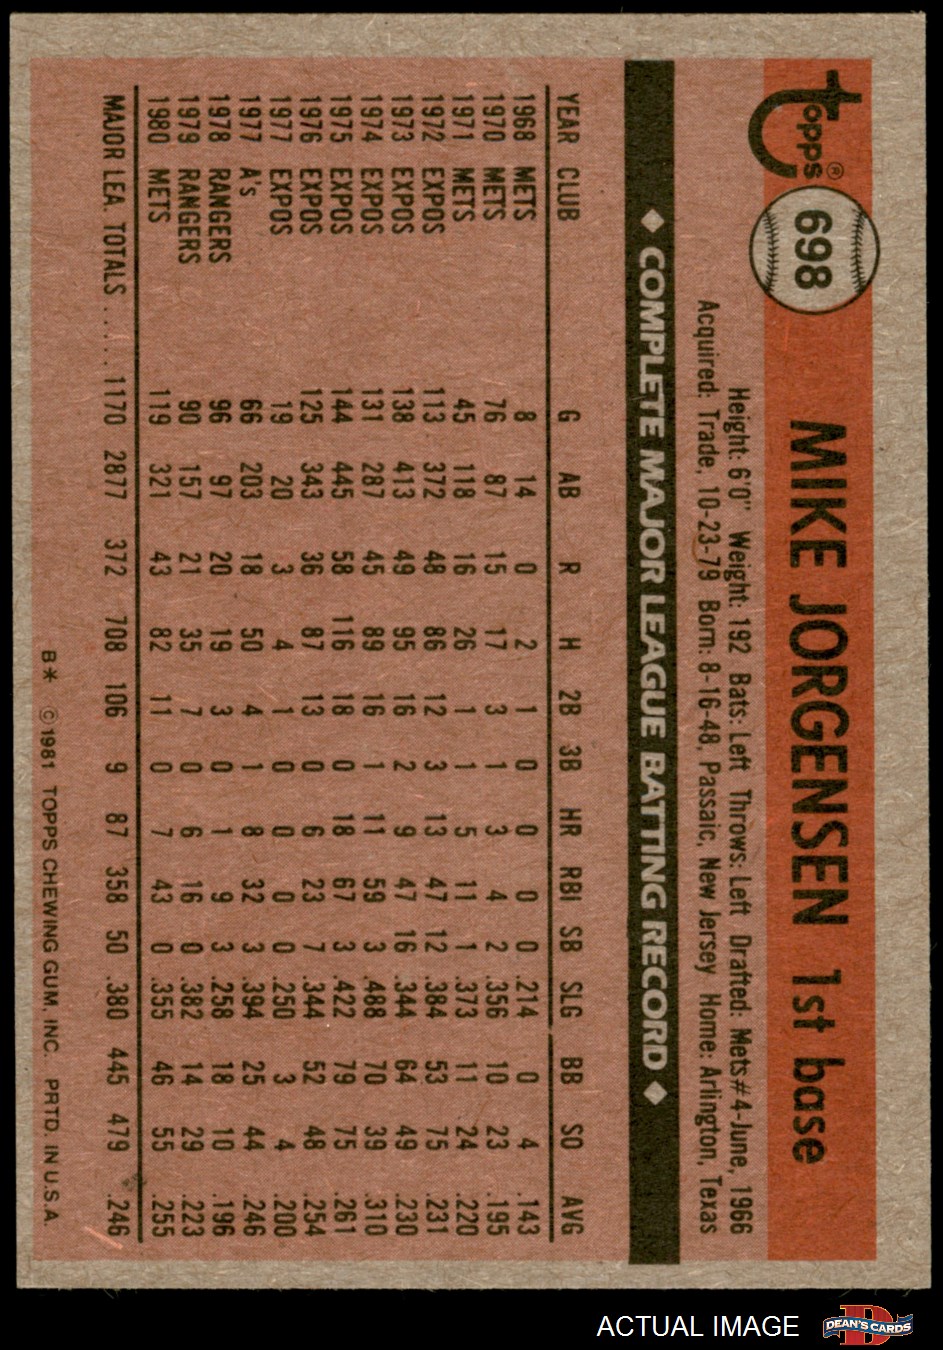 topps® 698 MIKE JORGENSEN 1st base
Height: 6'0" Weight: 192 Bats: Left Throws: Left Drafted: Mets #4-June, 1966
Acquired: Trade, 10-23-79 Born: 8-16-48, Passaic, New Jersey Home: Arlington, Texas
◆ COMPLETE MAJOR LEAGUE BATTING RECORD ◆
YEAR CLUB G AB R H 2B 3B HR RBI SB SLG BB SO AVG
1968 METS 8 14 0 2 1 0 0 0 0 .214 0 4 .143
1970 METS 76 87 15 17 3 1 3 4 2 .356 10 23 .195
1971 METS 45 118 16 26 1 1 5 11 1 .373 11 24 .220
1972 EXPOS 113 372 48 86 12 3 13 47 12 .384 53 75 .231
1973 EXPOS 138 413 49 95 16 2 9 47 16 .344 64 49 .230
1974 EXPOS 131 287 45 89 16 1 11 59 3 .488 70 39 .310
1975 EXPOS 144 445 58 116 18 0 18 67 3 .422 79 75 .261
1976 EXPOS 125 343 36 87 13 0 6 23 7 .344 52 48 .254
1977 EXPOS 19 20 3 4 1 0 0 0 0 .250 3 4 .200
1977 A's 66 203 18 50 4 1 8 32 3 .394 25 44 .246
1978 RANGERS 96 97 20 19 3 0 1 9 3 .258 18 10 .196
1979 RANGERS 90 157 21 35 7 0 6 16 0 .382 14 29 .223
1980 METS 119 321 43 82 11 0 7 43 0 .355 46 55 .255
MAJOR LEA. TOTALS ...... 1170 2877 372 708 106 9 87 358 50 .380 445 479 .246
B* © 1981 TOPPS CHEWING GUM, INC. PRTD. IN U.S.A.
ACTUAL IMAGE DEAN'S CARDS